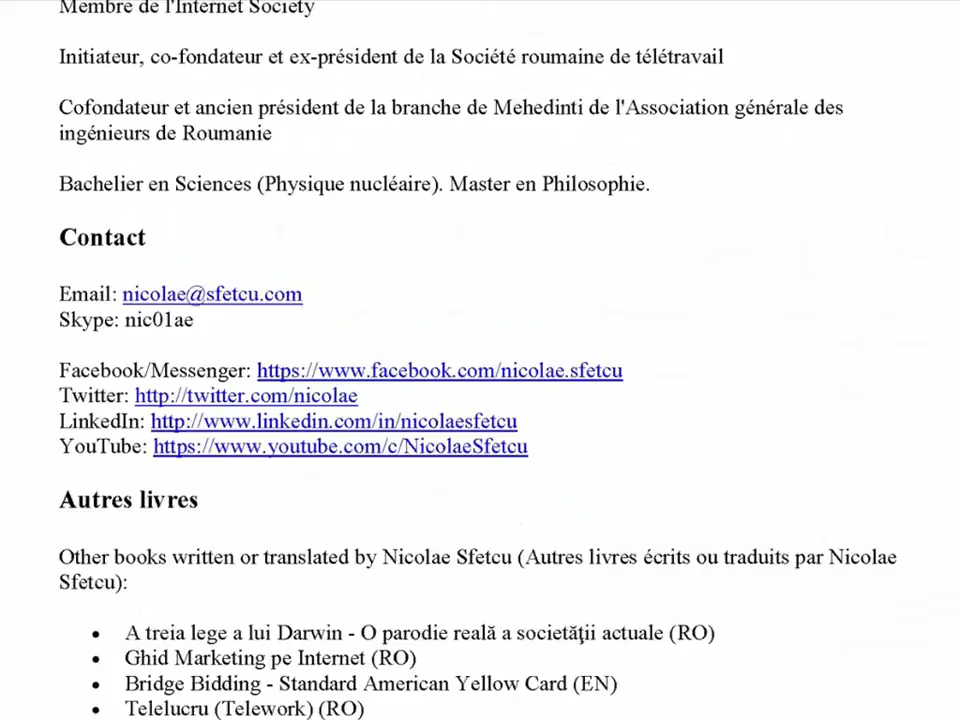 Membre de l'Internet Society
Initiateur, co-fondateur et ex-président de la Société roumaine de télétravail
Cofondateur et ancien président de la branche de Mehedinti de l'Association générale des
ingénieurs de Roumanie
Bachelier en Sciences (Physique nucléaire). Master en Philosophie.
Contact
Email: nicolae@sfetcu.com
Skype: nic01ae
Facebook/Messenger: https://www.facebook.com/nicolae.sfetcu
Twitter: http://twitter.com/nicolae
LinkedIn: http://www.linkedin.com/in/nicolaesfetcu
YouTube: https://www.youtube.com/c/NicolaeSfetcu
Autres livres
Other books written or translated by Nicolae Sfetcu (Autres livres écrits ou traduits par Nicolae
Sfetcu):
• A treia lege a lui Darwin - O parodie reală a societăţii actuale (RO)
• Ghid Marketing pe Internet (RO)
• Bridge Bidding - Standard American Yellow Card (EN)
• Telelucru (Telework) (RO)